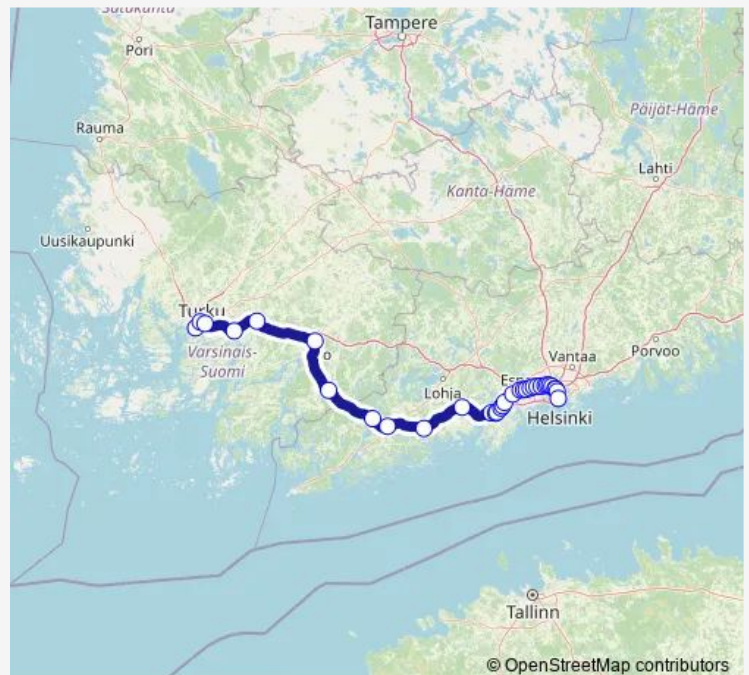 Satakunta
Tampere
Pori
Rauma
Päijät-Häme
Lahti
Kanta-Häme
Uusikaupunki
Turku
Varsinais-
Suomi
Vantaa
Porvoo
Lohja
Helsinki
Tallinn
© OpenStreetMap contributors